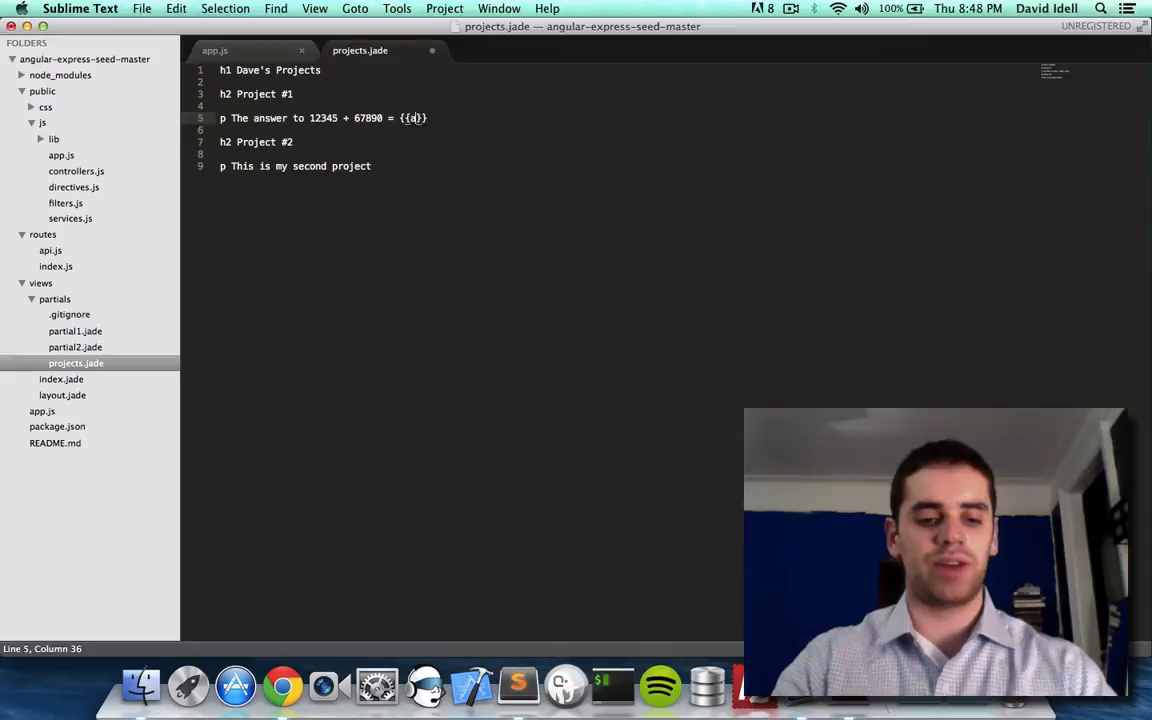 Sublime Text File Edit Selection Find View Goto Tools Project Window Help 8 100% Thu 8:48 PM David Idell
projects.jade — angular-express-seed-master UNREGISTERED
FOLDERS
angular-express-seed-master
node_modules
public
css
js
lib
app.js
controllers.js
directives.js
filters.js
services.js
routes
api.js
index.js
views
partials
.gitignore
partial1.jade
partial2.jade
projects.jade
index.jade
layout.jade
app.js
package.json
README.md
app.js × projects.jade
1 h1 Dave's Projects
2
3 h2 Project #1
4
5 p The answer to 12345 + 67890 = {{a}}
6
7 h2 Project #2
8
9 p This is my second project
Line 5, Column 36